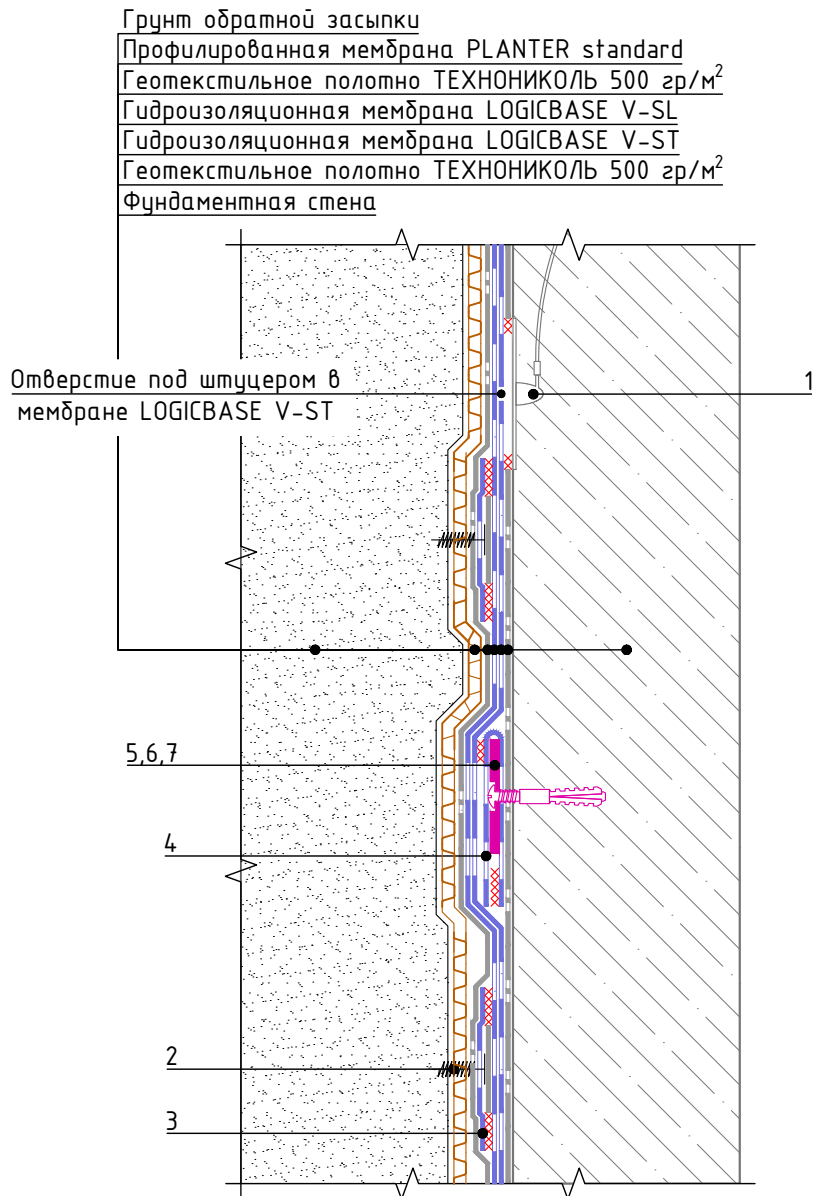 Грунт обратной засыпки
Профилированная мембрана PLANTER standard
Геотекстильное полотно ТЕХНОНИКОЛЬ 500 гр/м²
Гидроизоляционная мембрана LOGICBASE V-SL
Гидроизоляционная мембрана LOGICBASE V-ST
Геотекстильное полотно ТЕХНОНИКОЛЬ 500 гр/м²
Фундаментная стена
Отверстие под штуцером в
мембране LOGICBASE V-ST
1
5,6,7
4
2
3